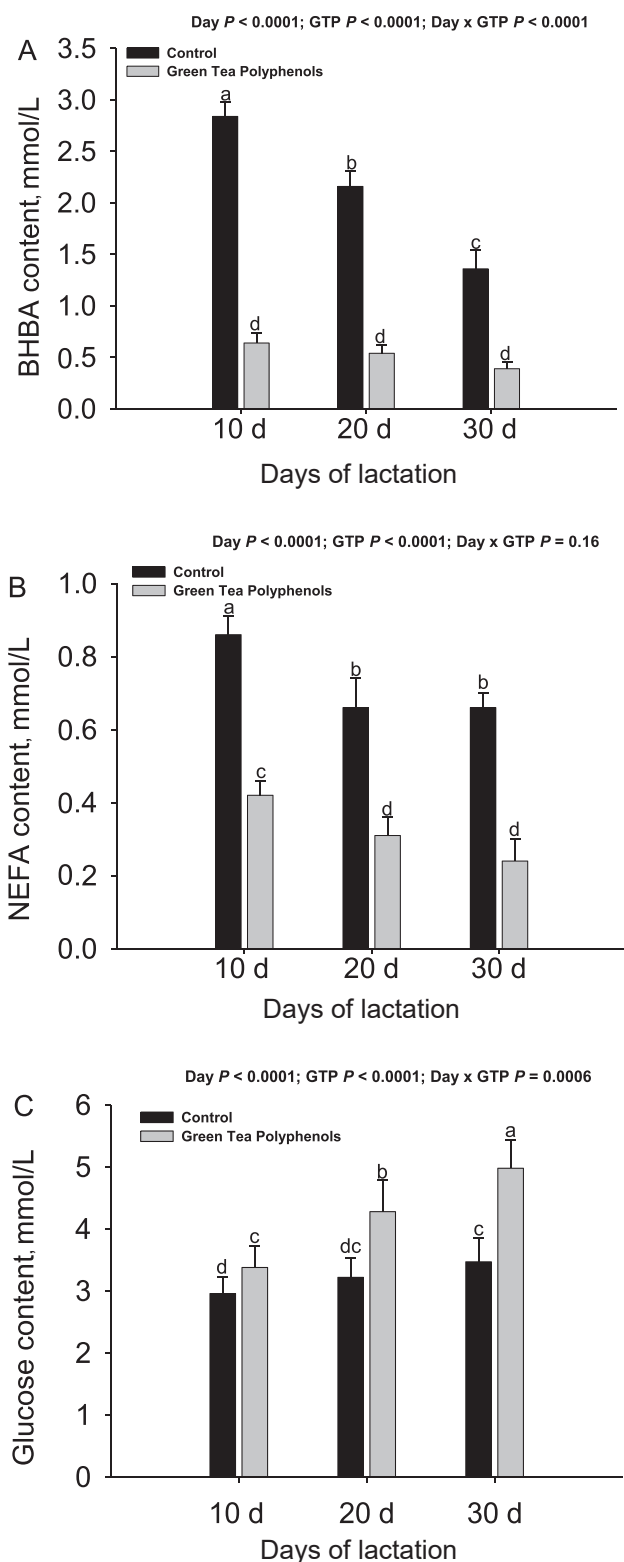 Day P < 0.0001; GTP P < 0.0001; Day x GTP P < 0.0001
A
Control
Green Tea Polyphenols
BHBA content, mmol/L
3.5
3.0
2.5
2.0
1.5
1.0
0.5
0.0
a
b
c
d
d
d
10 d 20 d 30 d
Days of lactation
Day P < 0.0001; GTP P < 0.0001; Day x GTP P = 0.16
B
Control
Green Tea Polyphenols
NEFA content, mmol/L
1.0
0.8
0.6
0.4
0.2
0.0
a
b
b
c
d
d
10 d 20 d 30 d
Days of lactation
Day P < 0.0001; GTP P < 0.0001; Day x GTP P = 0.0006
C
Control
Green Tea Polyphenols
Glucose content, mmol/L
6
5
4
3
2
1
0
d
c
dc
b
c
a
10 d 20 d 30 d
Days of lactation